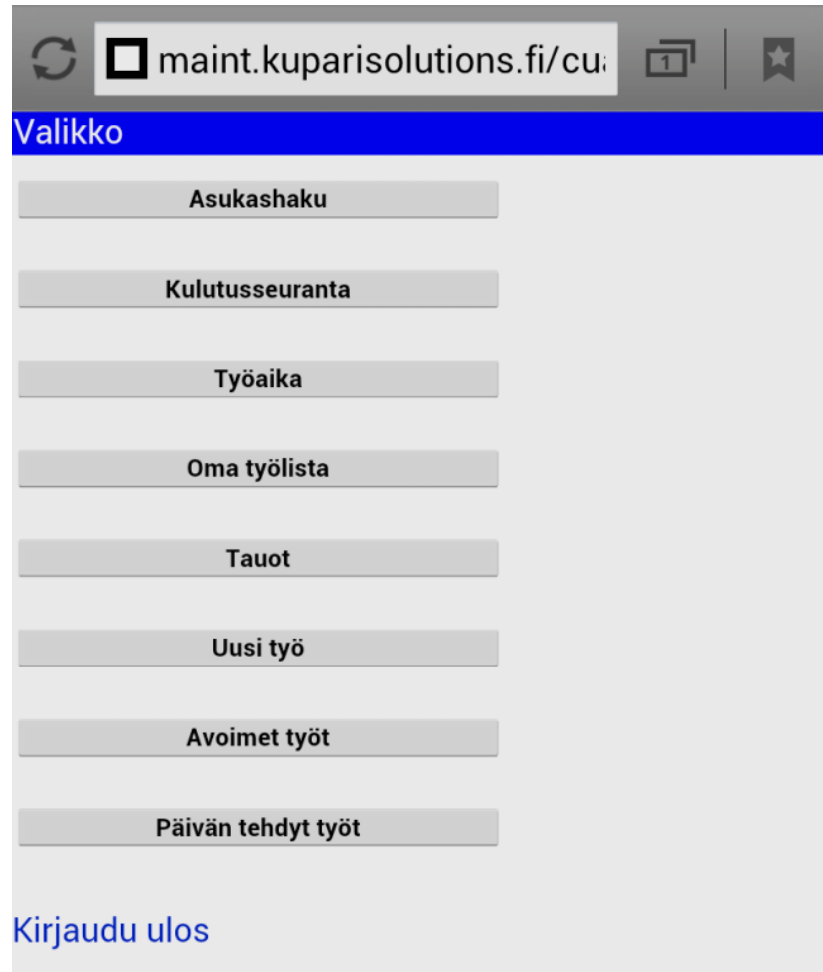 maint.kuparisolutions.fi/cua
1
Valikko
Asukashaku
Kulutusseuranta
Työaika
Oma työlista
Tauot
Uusi työ
Avoimet työt
Päivän tehdyt työt
Kirjaudu ulos